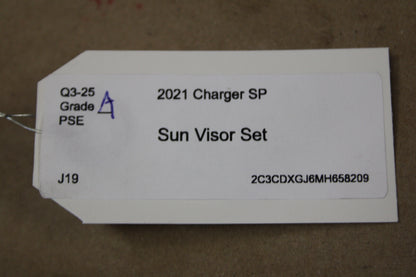 Q3-25
Grade A
PSE
2021 Charger SP
Sun Visor Set
J19
2C3CDXGJ6MH658209